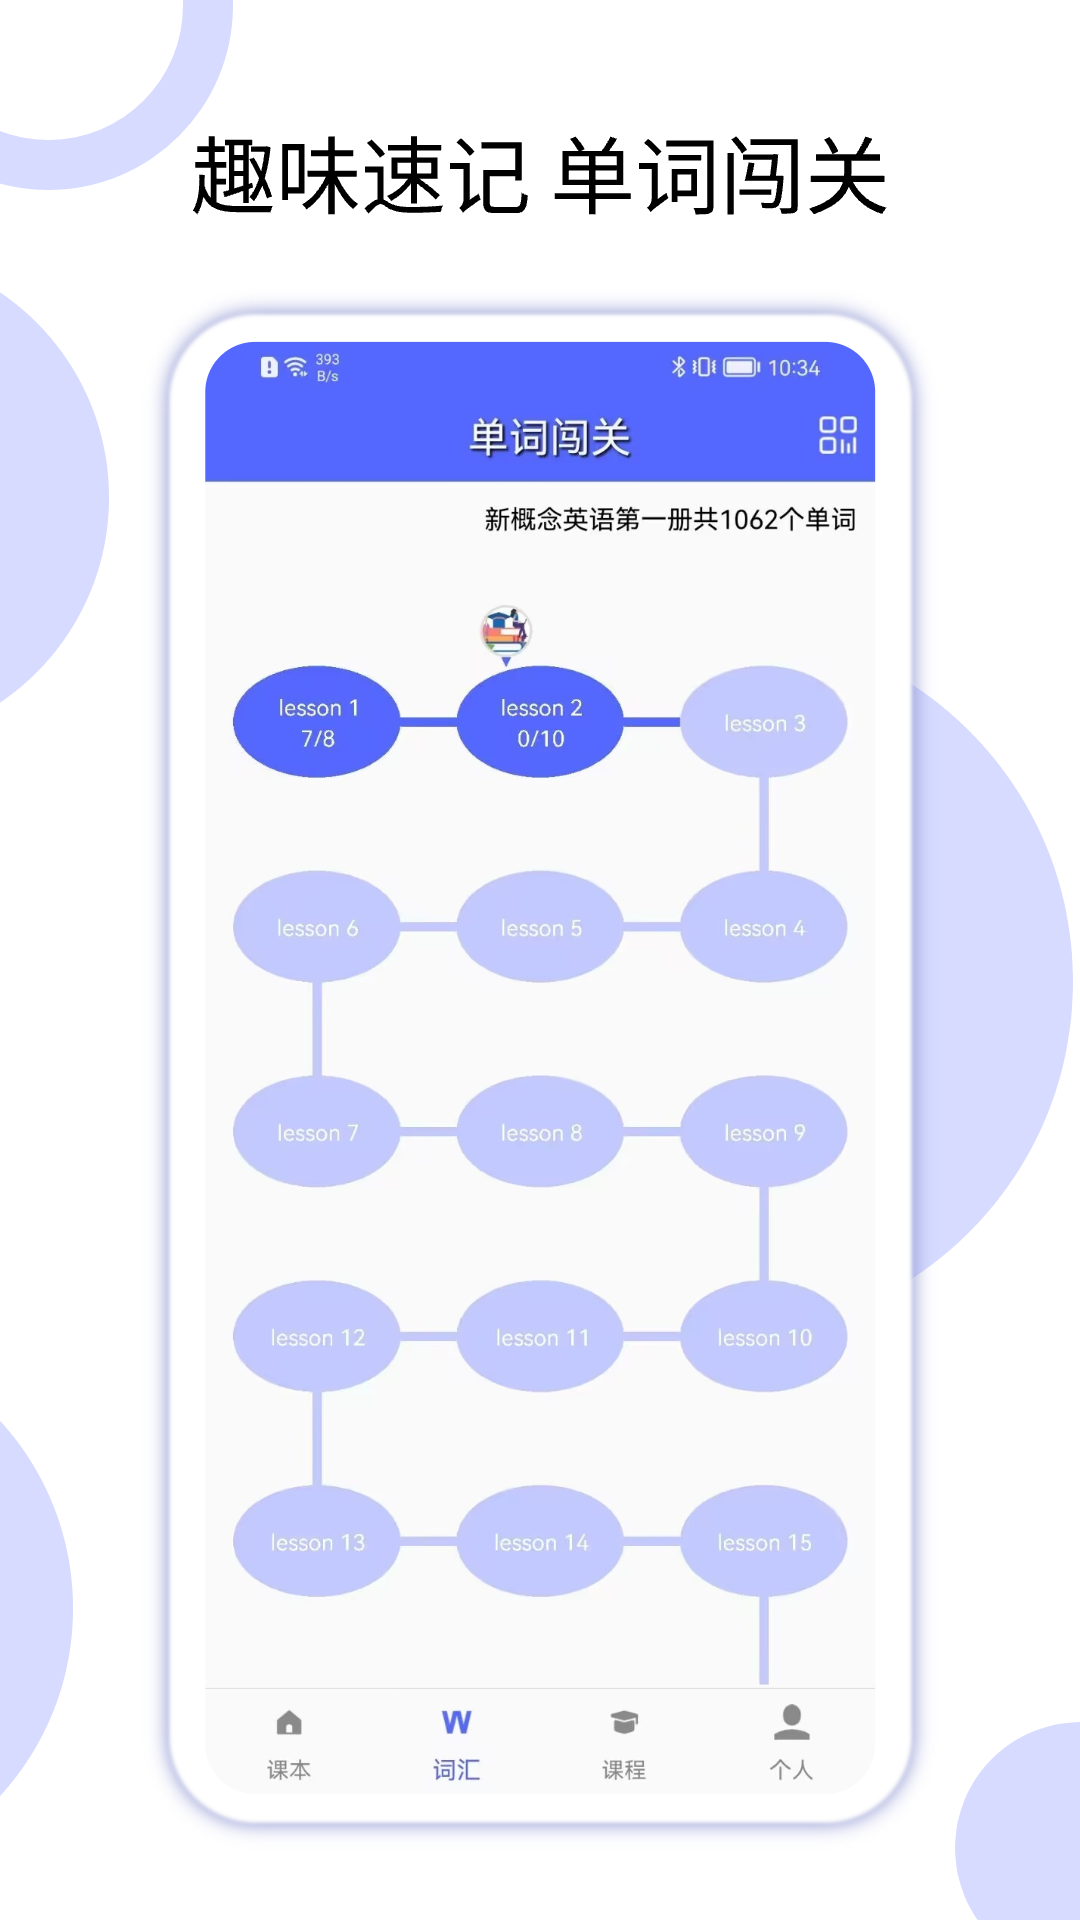 趣味速记 单词闯关
393
B/s
10:34
单词闯关
新概念英语第一册共1062个单词
lesson 1
7/8
lesson 2
0/10
lesson 3
lesson 6
lesson 5
lesson 4
lesson 7
lesson 8
lesson 9
lesson 12
lesson 11
lesson 10
lesson 13
lesson 14
lesson 15
W
课本
词汇
课程
个人